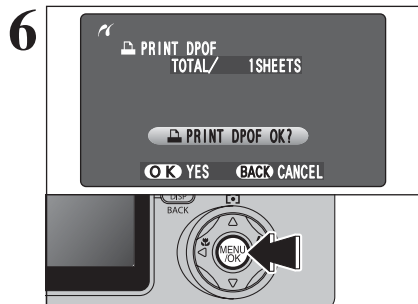 6
PRINT DPOF
TOTAL/ 1SHEETS
PRINT DPOF OK?
OK YES BACK CANCEL
DISP
BACK
MENU
/OK